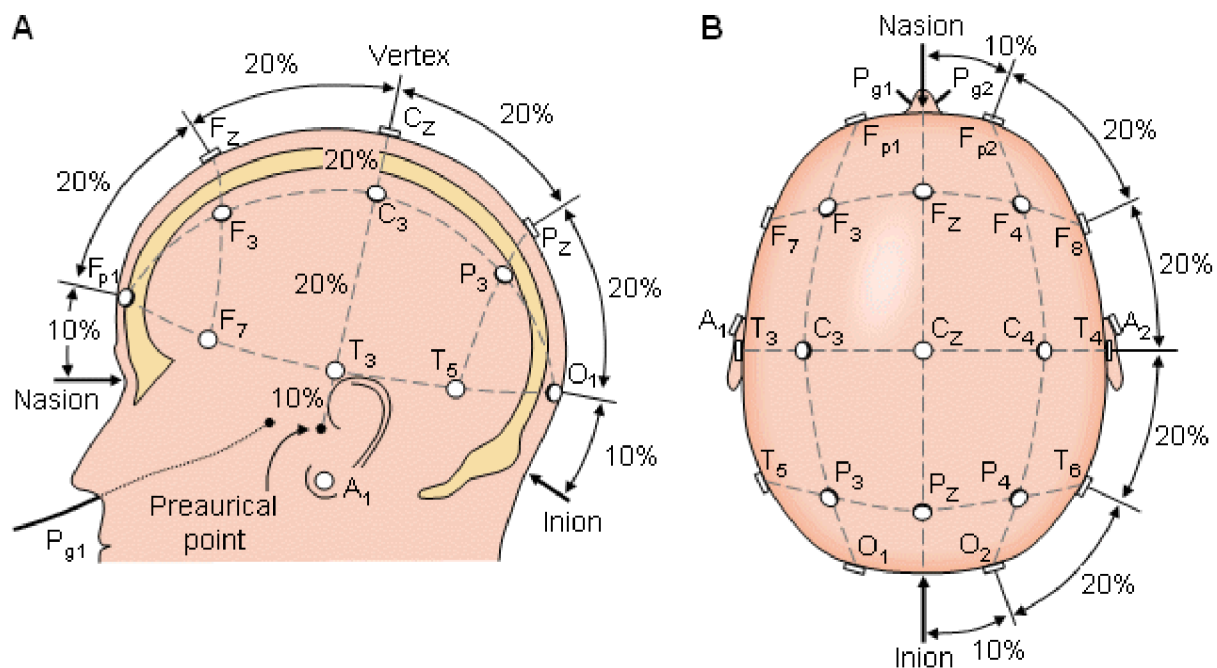 A
20%
Vertex
20%
F_Z
C_Z
20%
20%
F_3
C_3
P_Z
20%
F_p1
20%
P_3
10%
F_7
T_3
T_5
O_1
Nasion
10%
10%
A_1
Preaurical
point
Inion
P_g1
B
Nasion
10%
P_g1
P_g2
F_p1
F_p2
20%
F_7
F_3
F_Z
F_4
F_8
20%
A_1
T_3
C_3
C_Z
C_4
T_4
A_2
20%
T_5
P_3
P_Z
P_4
T_6
O_1
O_2
20%
10%
Inion